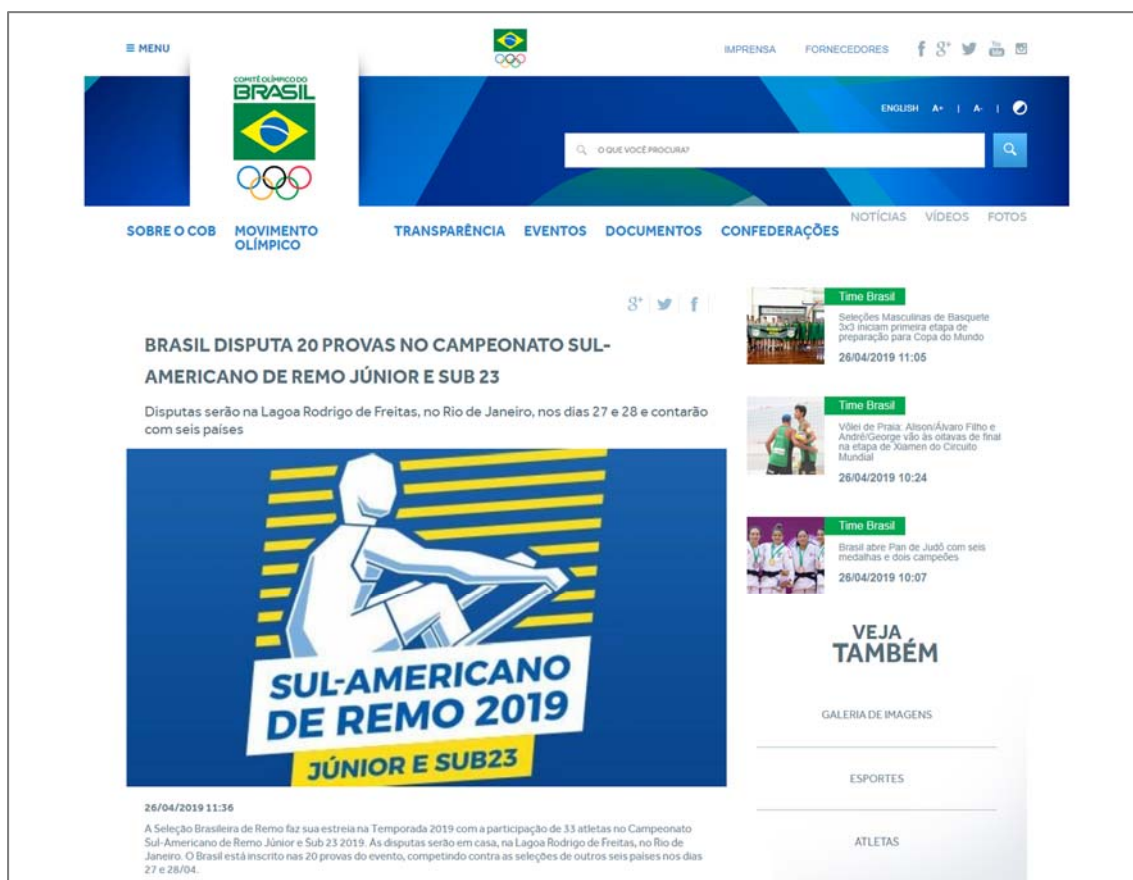 ≡ MENU
IMPRENSA FORNECEDORES
COMITÊ OLÍMPICO DO
BRASIL
ENGLISH A+ | A- |
O QUE VOCÊ PROCURA?
NOTÍCIAS VÍDEOS FOTOS
SOBRE O COB MOVIMENTO OLÍMPICO TRANSPARÊNCIA EVENTOS DOCUMENTOS CONFEDERAÇÕES
BRASIL DISPUTA 20 PROVAS NO CAMPEONATO SUL-
AMERICANO DE REMO JÚNIOR E SUB 23
Disputas serão na Lagoa Rodrigo de Freitas, no Rio de Janeiro, nos dias 27 e 28 e contarão
com seis países
SUL-AMERICANO
DE REMO 2019
JÚNIOR E SUB23
26/04/2019 11:36
A Seleção Brasileira de Remo faz sua estreia na Temporada 2019 com a participação de 33 atletas no Campeonato
Sul-Americano de Remo Júnior e Sub 23 2019. As disputas serão em casa, na Lagoa Rodrigo de Freitas, no Rio de
Janeiro. O Brasil está inscrito nas 20 provas do evento, competindo contra as seleções de outros seis países nos dias
27 e 28/04.
Time Brasil
Seleções Masculinas de Basquete
3x3 iniciam primeira etapa de
preparação para Copa do Mundo
26/04/2019 11:05
Time Brasil
Vôlei de Praia: Alison/Álvaro Filho e
André/George vão às oitavas de final
na etapa de Xiamen do Circuito
Mundial
26/04/2019 10:24
Time Brasil
Brasil abre Pan de Judô com seis
medalhas e dois campeões
26/04/2019 10:07
VEJA
TAMBÉM
GALERIA DE IMAGENS
ESPORTES
ATLETAS